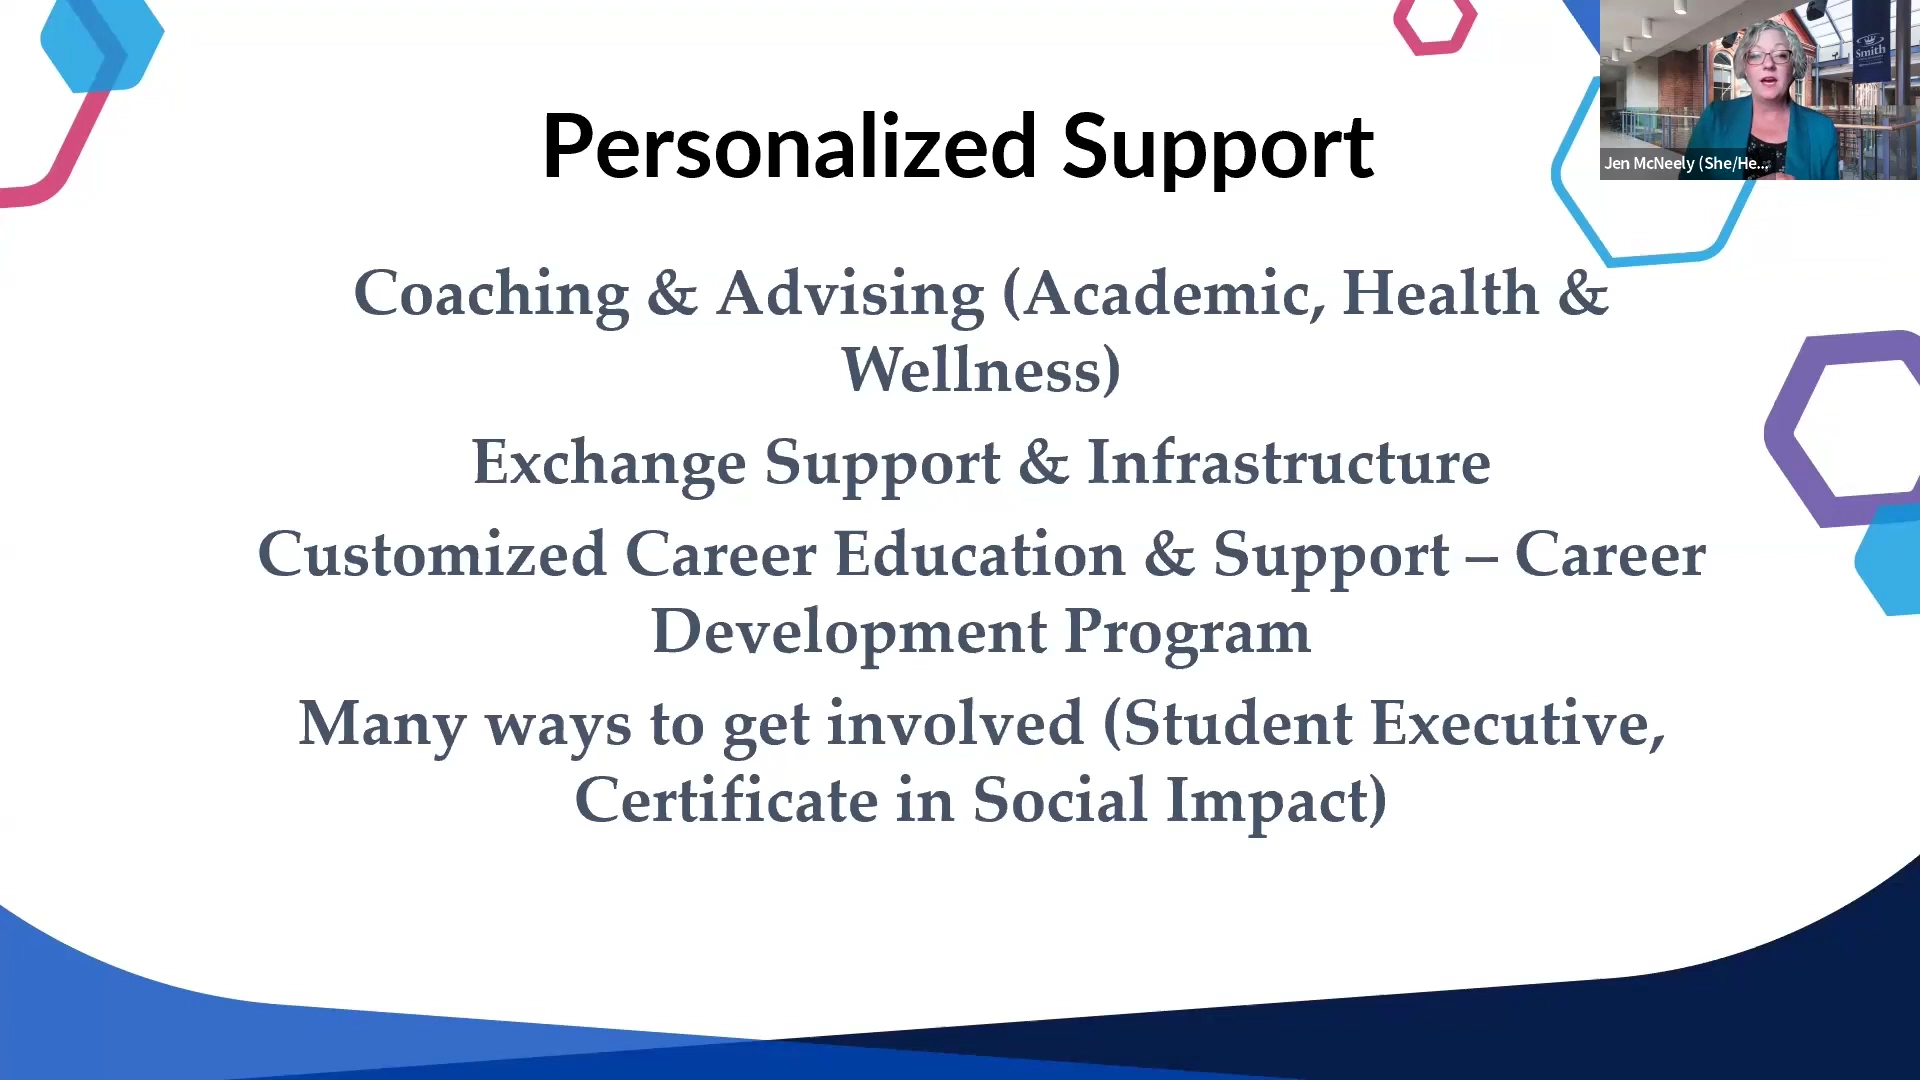 Personalized Support
Smith
Jen McNeely (She/He...
Coaching & Advising (Academic, Health &
Wellness)
Exchange Support & Infrastructure
Customized Career Education & Support – Career
Development Program
Many ways to get involved (Student Executive,
Certificate in Social Impact)